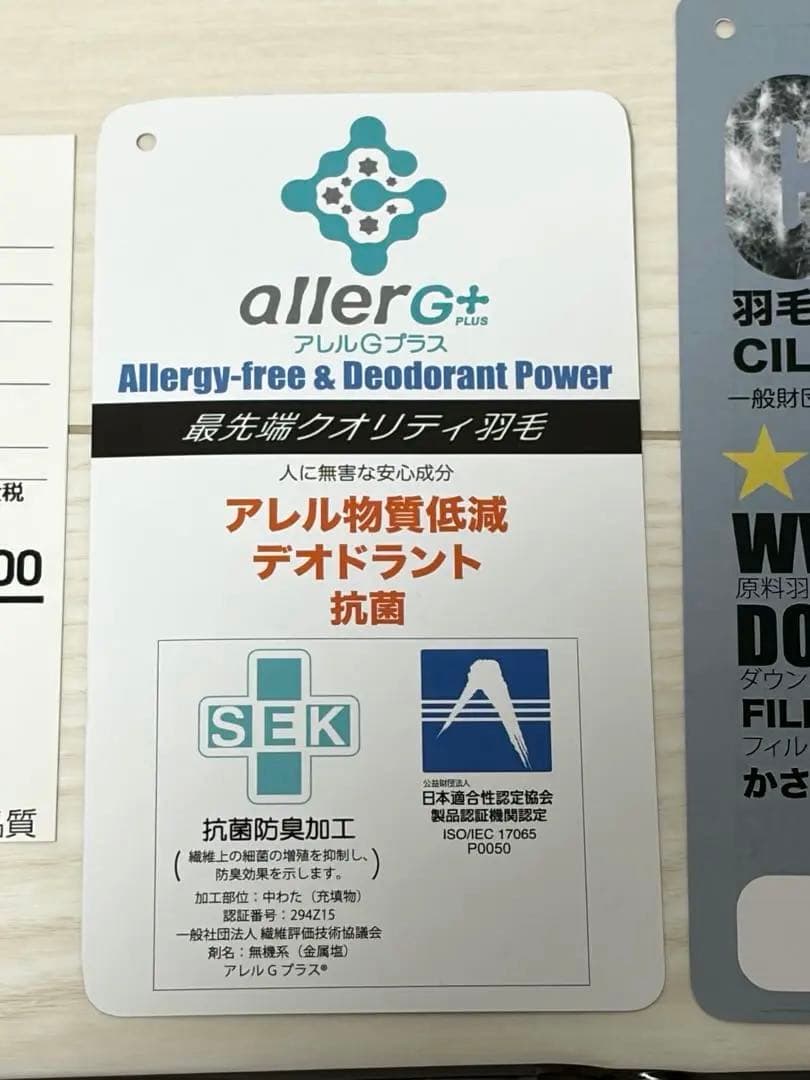 税
00
品質
allerG+
PLUS
アレルGプラス
Allergy-free & Deodorant Power
最先端クオリティ羽毛
人に無害な安心成分
アレル物質低減
デオドラント
抗菌
SEK
抗菌防臭加工
(繊維上の細菌の増殖を抑制し、
防臭効果を示します。)
加工部位：中わた（充填物）
認証番号：294Z15
一般社団法人 繊維評価技術協議会
剤名：無機系（金属塩）
アレルG プラス®
公益財団法人
日本適合性認定協会
製品認証機関認定
ISO/IEC 17065
P0050
羽毛
CIL
一般財団
原料羽
DO
ダウン
FILL
フィル
かさ